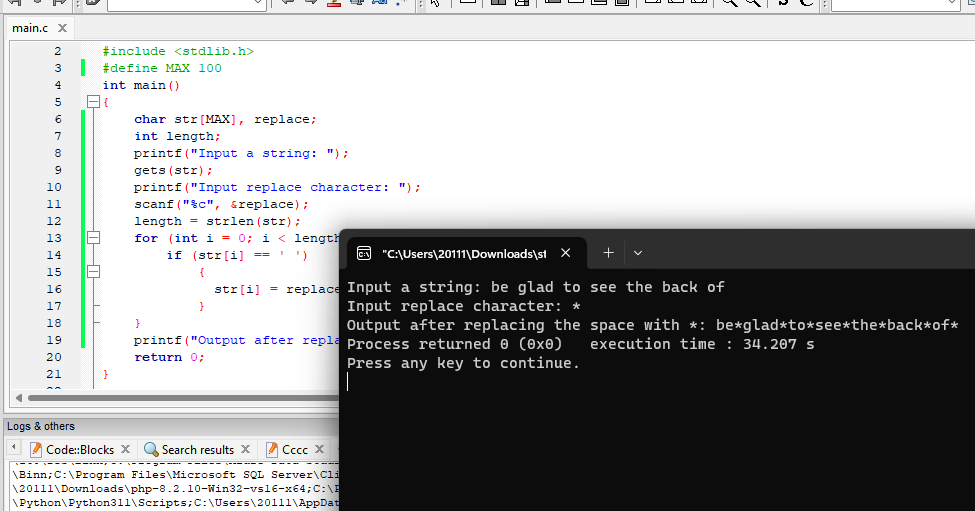 main.c X
2 #include <stdlib.h>
3 #define MAX 100
4 int main()
5 {
6 char str[MAX], replace;
7 int length;
8 printf("Input a string: ");
9 gets(str);
10 printf("Input replace character: ");
11 scanf("%c", &replace);
12 length = strlen(str);
13 for (int i = 0; i < length
14 if (str[i] == ' ')
15 {
16 str[i] = replace
17 }
18 }
19 printf("Output after repla
20 return 0;
21 }
"C:\Users\20111\Downloads\st
Input a string: be glad to see the back of
Input replace character: *
Output after replacing the space with *: be*glad*to*see*the*back*of*
Process returned 0 (0x0) execution time : 34.207 s
Press any key to continue.
Logs & others
Code::Blocks X Search results X Cccc X
\Binn;C:\Program Files\Microsoft SQL Server\Cli
\20111\Downloads\php-8.2.10-Win32-vs16-x64;C:\P
\Python\Python311\Scripts;C:\Users\20111\AppDat